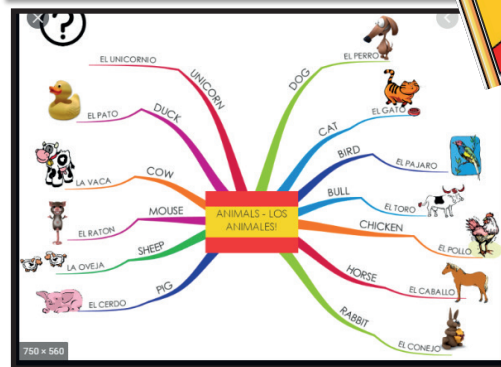 ?
EL UNICORNIO
UNICORN
EL PATO
DUCK
LA VACA
COW
EL RATON
MOUSE
LA OVEJA
SHEEP
EL CERDO
PIG
ANIMALS - LOS
ANIMALES!
DOG
EL PERRO
CAT
EL GATO
BIRD
EL PAJARO
BULL
EL TORO
CHICKEN
EL POLLO
HORSE
EL CABALLO
RABBIT
EL CONEJO
750 × 560